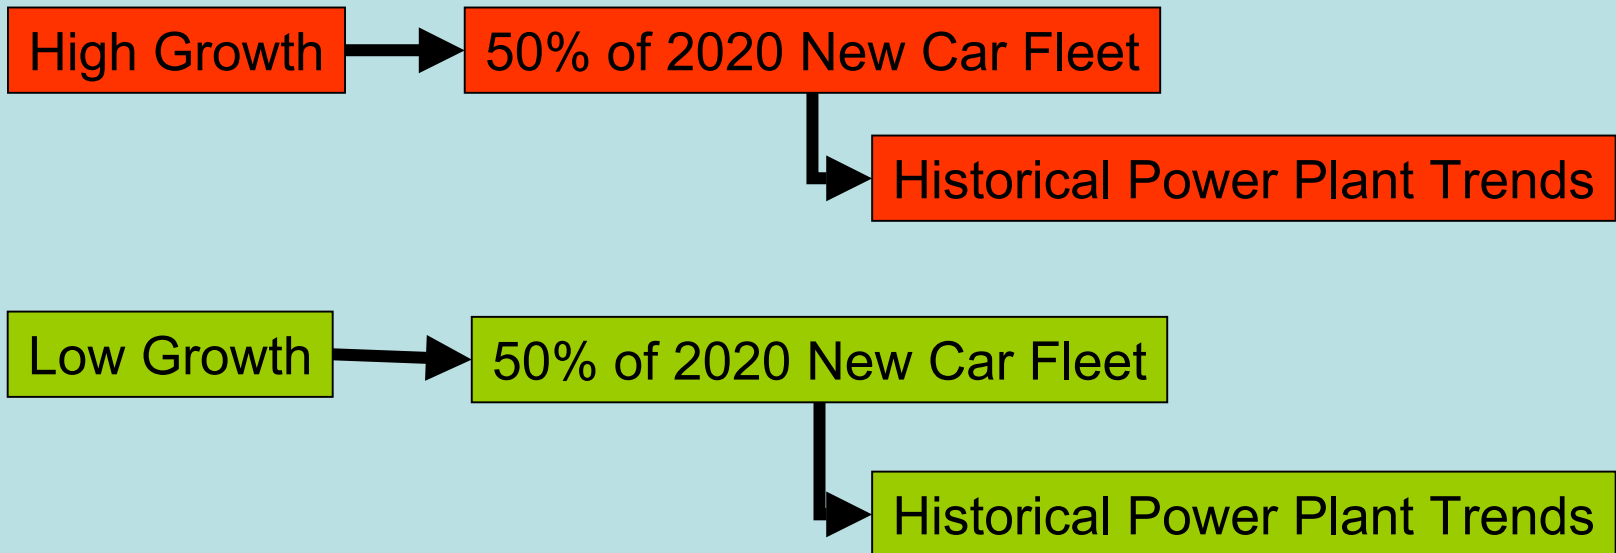 High Growth
50% of 2020 New Car Fleet
Historical Power Plant Trends
Low Growth
50% of 2020 New Car Fleet
Historical Power Plant Trends